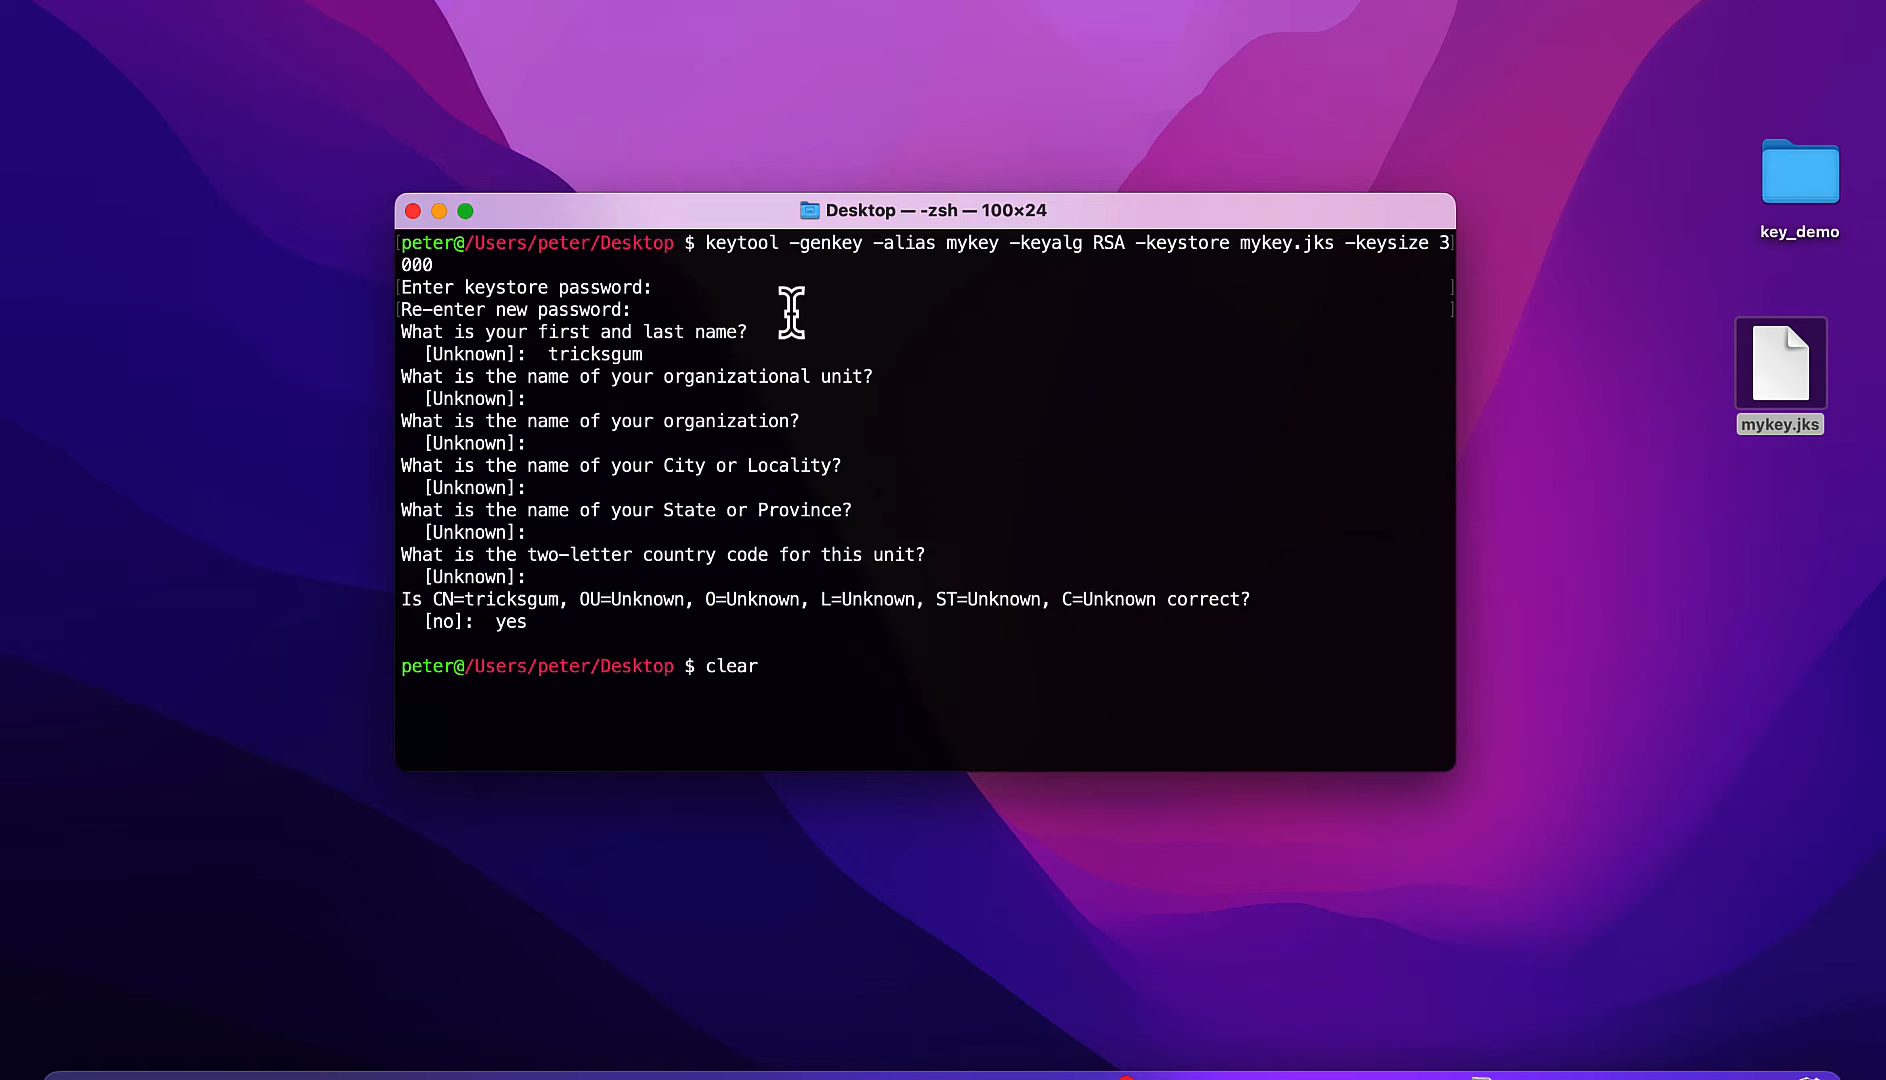 Desktop — -zsh — 100×24
peter@/Users/peter/Desktop $ keytool -genkey -alias mykey -keyalg RSA -keystore mykey.jks -keysize 3
000
Enter keystore password:
Re-enter new password:
What is your first and last name?
[Unknown]: tricksgum
What is the name of your organizational unit?
[Unknown]:
What is the name of your organization?
[Unknown]:
What is the name of your City or Locality?
[Unknown]:
What is the name of your State or Province?
[Unknown]:
What is the two-letter country code for this unit?
[Unknown]:
Is CN=tricksgum, OU=Unknown, O=Unknown, L=Unknown, ST=Unknown, C=Unknown correct?
[no]: yes
peter@/Users/peter/Desktop $ clear
key_demo
mykey.jks